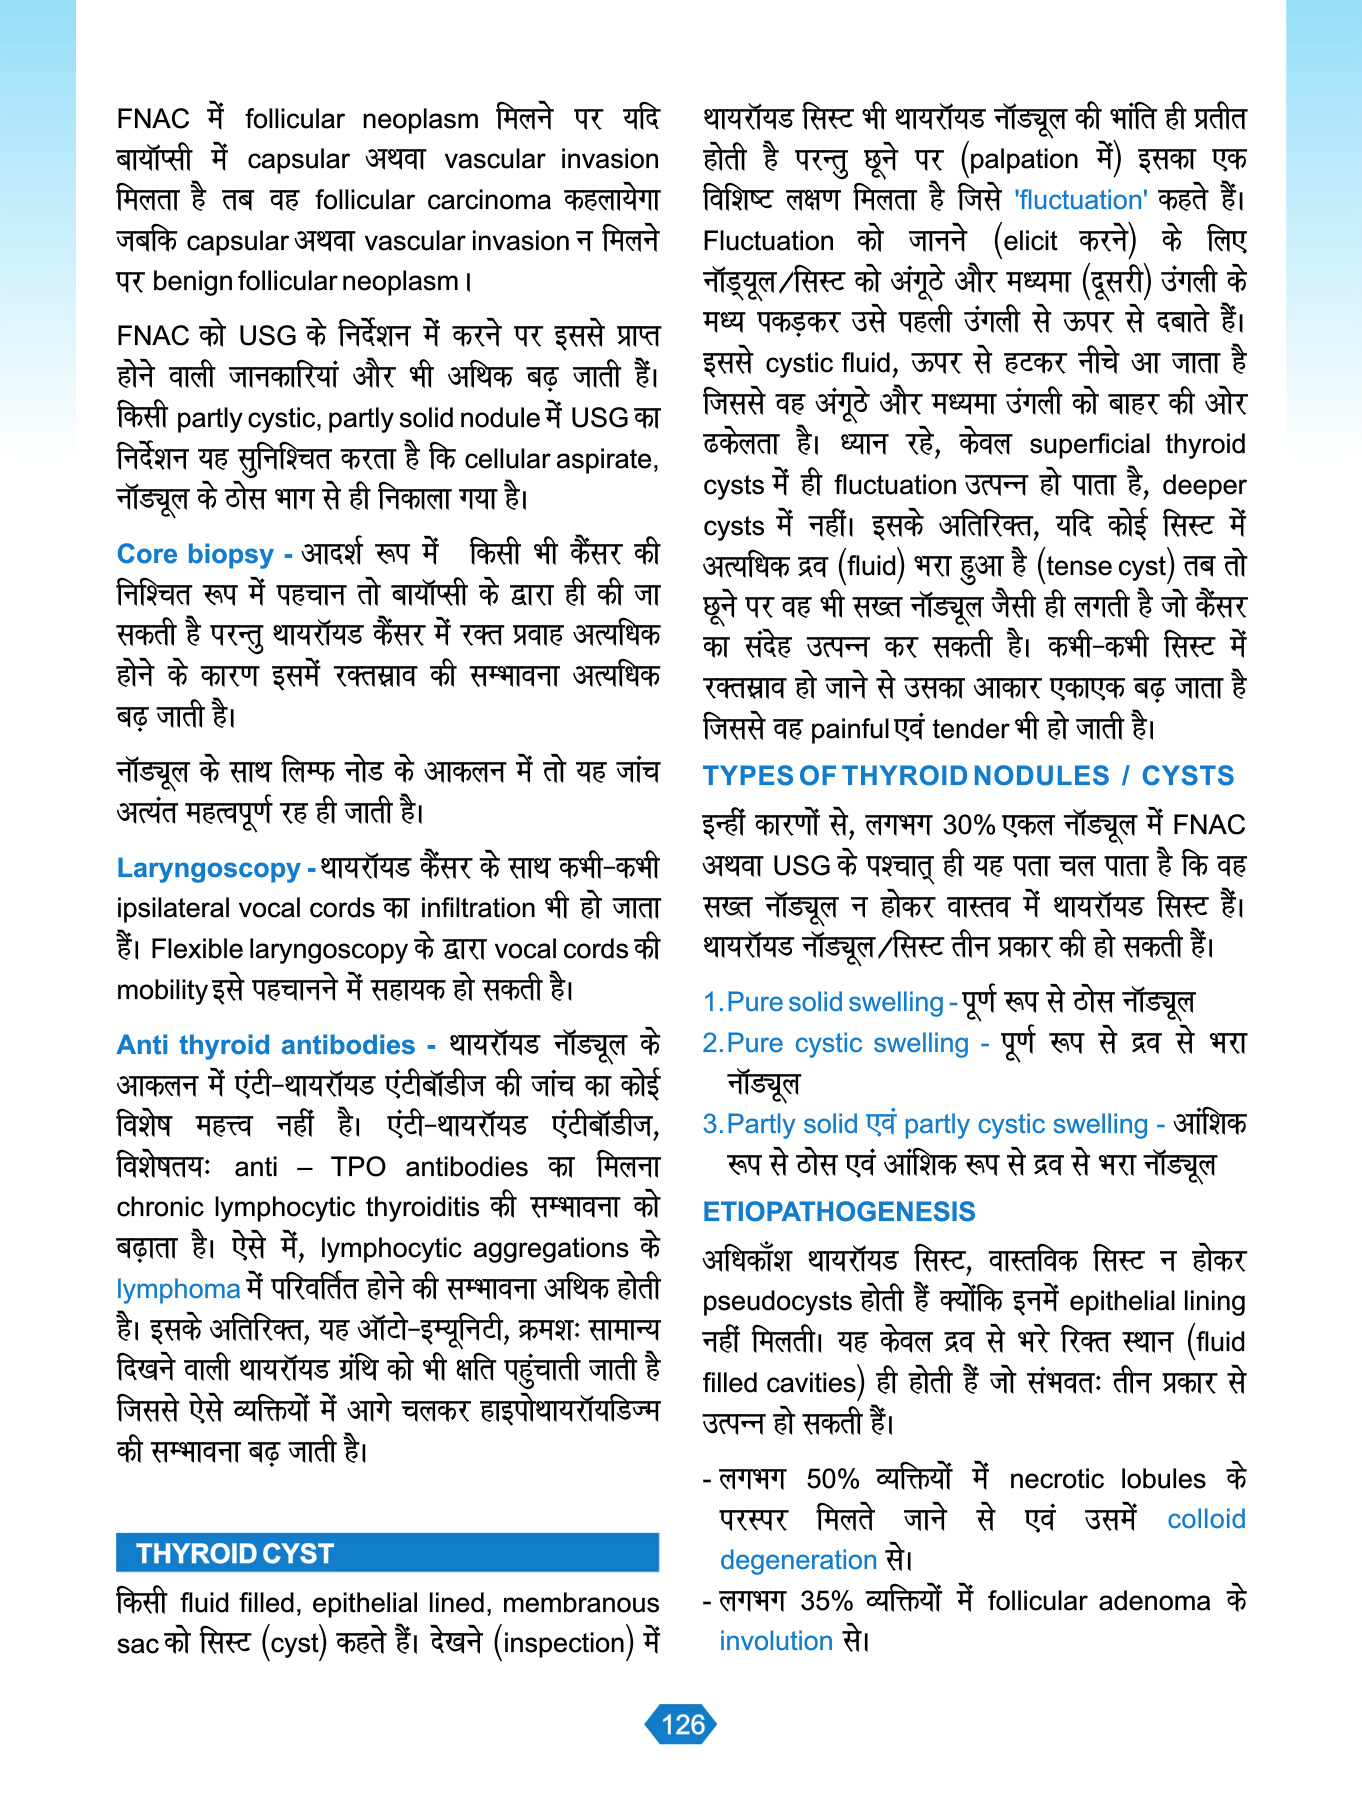 FNAC में follicular neoplasm मिलने पर यदि
बायॉप्सी में capsular अथवा vascular invasion
मिलता है तब वह follicular carcinoma कहलायेगा
जबकि capsular अथवा vascular invasion न मिलने
पर benign follicular neoplasm।
FNAC को USG के निर्देशन में करने पर इससे प्राप्त
होने वाली जानकारियां और भी अथिक बढ़ जाती हैं।
किसी partly cystic, partly solid nodule में USG का
निर्देशन यह सुनिश्चित करता है कि cellular aspirate,
नॉड्यूल के ठोस भाग से ही निकाला गया है।
Core biopsy - आदर्श रूप में किसी भी कैंसर की
निश्चित रूप में पहचान तो बायॉप्सी के द्वारा ही की जा
सकती है परन्तु थायरॉयड कैंसर में रक्त प्रवाह अत्यधिक
होने के कारण इसमें रक्तस्राव की सम्भावना अत्यधिक
बढ़ जाती है।
नॉड्यूल के साथ लिम्फ नोड के आकलन में तो यह जांच
अत्यंत महत्वपूर्ण रह ही जाती है।
Laryngoscopy - थायरॉयड कैंसर के साथ कभी-कभी
ipsilateral vocal cords का infiltration भी हो जाता
हैं। Flexible laryngoscopy के द्वारा vocal cords की
mobility इसे पहचानने में सहायक हो सकती है।
Anti thyroid antibodies - थायरॉयड नॉड्यूल के
आकलन में एंटी-थायरॉयड एंटीबॉडीज की जांच का कोई
विशेष महत्त्व नहीं है। एंटी-थायरॉयड एंटीबॉडीज,
विशेषतयः anti – TPO antibodies का मिलना
chronic lymphocytic thyroiditis की सम्भावना को
बढ़ाता है। ऐसे में, lymphocytic aggregations के
lymphoma में परिवर्तित होने की सम्भावना अथिक होती
है। इसके अतिरिक्त, यह ऑटो-इम्यूनिटी, क्रमशः सामान्य
दिखने वाली थायरॉयड ग्रंथि को भी क्षति पहुंचाती जाती है
जिससे ऐसे व्यक्तियों में आगे चलकर हाइपोथायरॉयडिज्म
की सम्भावना बढ़ जाती है।
THYROID CYST
किसी fluid filled, epithelial lined, membranous
sac को सिस्ट (cyst) कहते हैं। देखने (inspection) में
थायरॉयड सिस्ट भी थायरॉयड नॉड्यूल की भांति ही प्रतीत
होती है परन्तु छूने पर (palpation में) इसका एक
विशिष्ट लक्षण मिलता है जिसे 'fluctuation' कहते हैं।
Fluctuation को जानने (elicit करने) के लिए
नॉड्यूल/सिस्ट को अंगूठे और मध्यमा (दूसरी) उंगली के
मध्य पकड़कर उसे पहली उंगली से ऊपर से दबाते हैं।
इससे cystic fluid, ऊपर से हटकर नीचे आ जाता है
जिससे वह अंगूठे और मध्यमा उंगली को बाहर की ओर
ढकेलता है। ध्यान रहे, केवल superficial thyroid
cysts में ही fluctuation उत्पन्न हो पाता है, deeper
cysts में नहीं। इसके अतिरिक्त, यदि कोई सिस्ट में
अत्यधिक द्रव (fluid) भरा हुआ है (tense cyst) तब तो
छूने पर वह भी सख्त नॉड्यूल जैसी ही लगती है जो कैंसर
का संदेह उत्पन्न कर सकती है। कभी-कभी सिस्ट में
रक्तस्राव हो जाने से उसका आकार एकाएक बढ़ जाता है
जिससे वह painful एवं tender भी हो जाती है।
TYPES OF THYROID NODULES / CYSTS
इन्हीं कारणों से, लगभग 30% एकल नॉड्यूल में FNAC
अथवा USG के पश्चात् ही यह पता चल पाता है कि वह
सख्त नॉड्यूल न होकर वास्तव में थायरॉयड सिस्ट हैं।
थायरॉयड नॉड्यूल/सिस्ट तीन प्रकार की हो सकती हैं।
1. Pure solid swelling - पूर्ण रूप से ठोस नॉड्यूल
2. Pure cystic swelling - पूर्ण रूप से द्रव से भरा
नॉड्यूल
3. Partly solid एवं partly cystic swelling - आंशिक
रूप से ठोस एवं आंशिक रूप से द्रव से भरा नॉड्यूल
ETIOPATHOGENESIS
अधिकाँश थायरॉयड सिस्ट, वास्तविक सिस्ट न होकर
pseudocysts होती हैं क्योंकि इनमें epithelial lining
नहीं मिलती। यह केवल द्रव से भरे रिक्त स्थान (fluid
filled cavities) ही होती हैं जो संभवतः तीन प्रकार से
उत्पन्न हो सकती हैं।
- लगभग 50% व्यक्तियों में necrotic lobules के
परस्पर मिलते जाने से एवं उसमें colloid
degeneration से।
- लगभग 35% व्यक्तियों में follicular adenoma के
involution से।
126